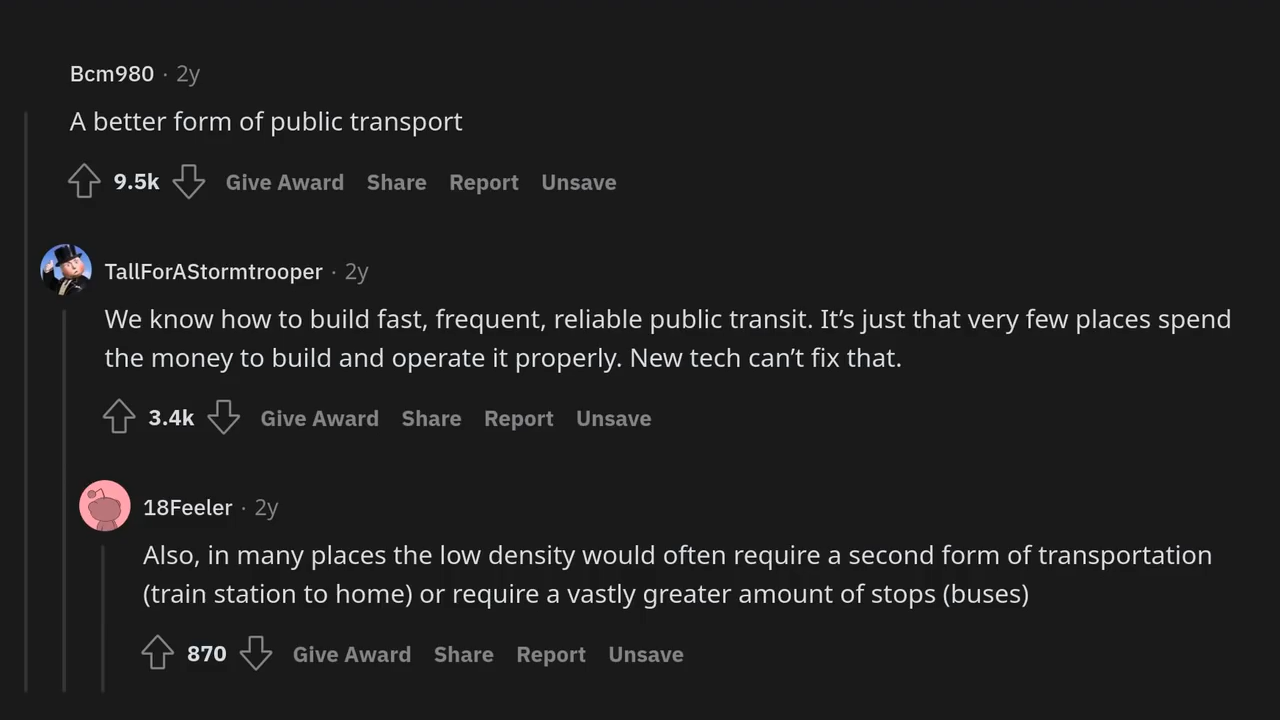 Bcm980 · 2y
A better form of public transport
9.5k Give Award Share Report Unsave
TallForAStormtrooper · 2y
We know how to build fast, frequent, reliable public transit. It’s just that very few places spend
the money to build and operate it properly. New tech can’t fix that.
3.4k Give Award Share Report Unsave
18Feeler · 2y
Also, in many places the low density would often require a second form of transportation
(train station to home) or require a vastly greater amount of stops (buses)
870 Give Award Share Report Unsave